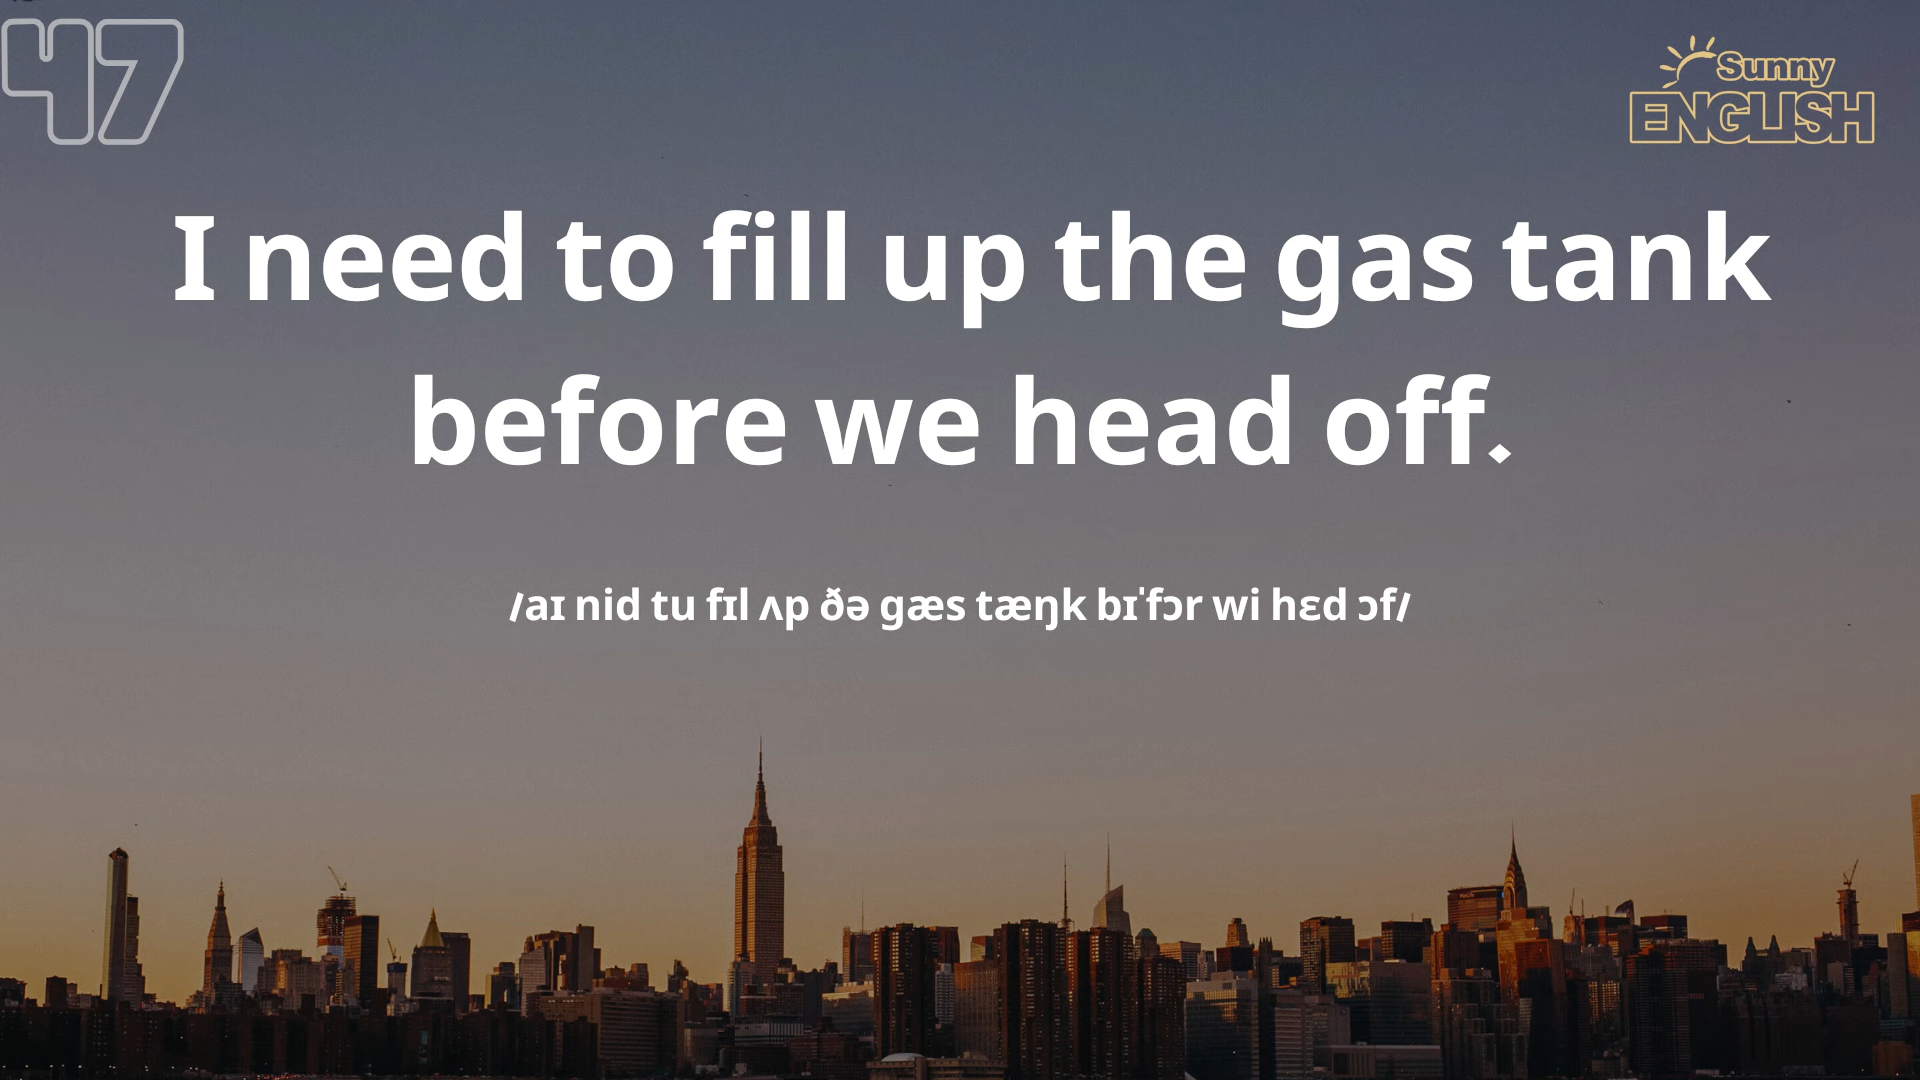 47
Sunny
ENGLISH
I need to fill up the gas tank
before we head off.
/aɪ nid tu fɪl ʌp ðə gæs tæŋk bɪˈfɔr wi hɛd ɔf/